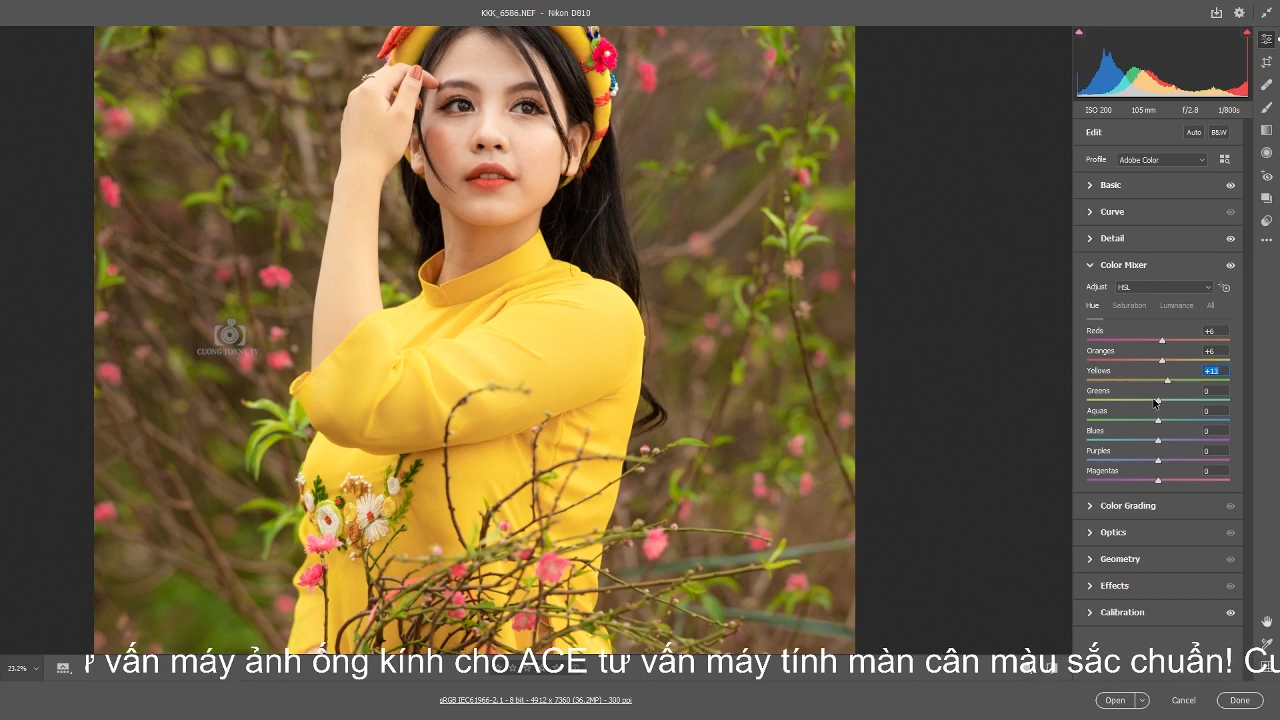 KKK_6586.NEF - Nikon D810
ISO 200 105 mm f/2.8 1/800s
Edit Auto B&W
Profile Adobe Color
Basic
Curve
Detail
Color Mixer
Adjust HSL
Hue Saturation Luminance All
Reds +6
Oranges +6
Yellows +13
Greens 0
Aquas 0
Blues 0
Purples 0
Magentas 0
Color Grading
Optics
Geometry
Effects
Calibration
CUONG TONNY TV
23.2%
vấn máy ảnh ống kính cho ACE tư vấn máy tính màn cân màu sắc chuẩn!
sRGB IEC61966-2.1 - 8 bit - 4912 x 7360 (36.2MP) - 300 ppi
Open Cancel Done